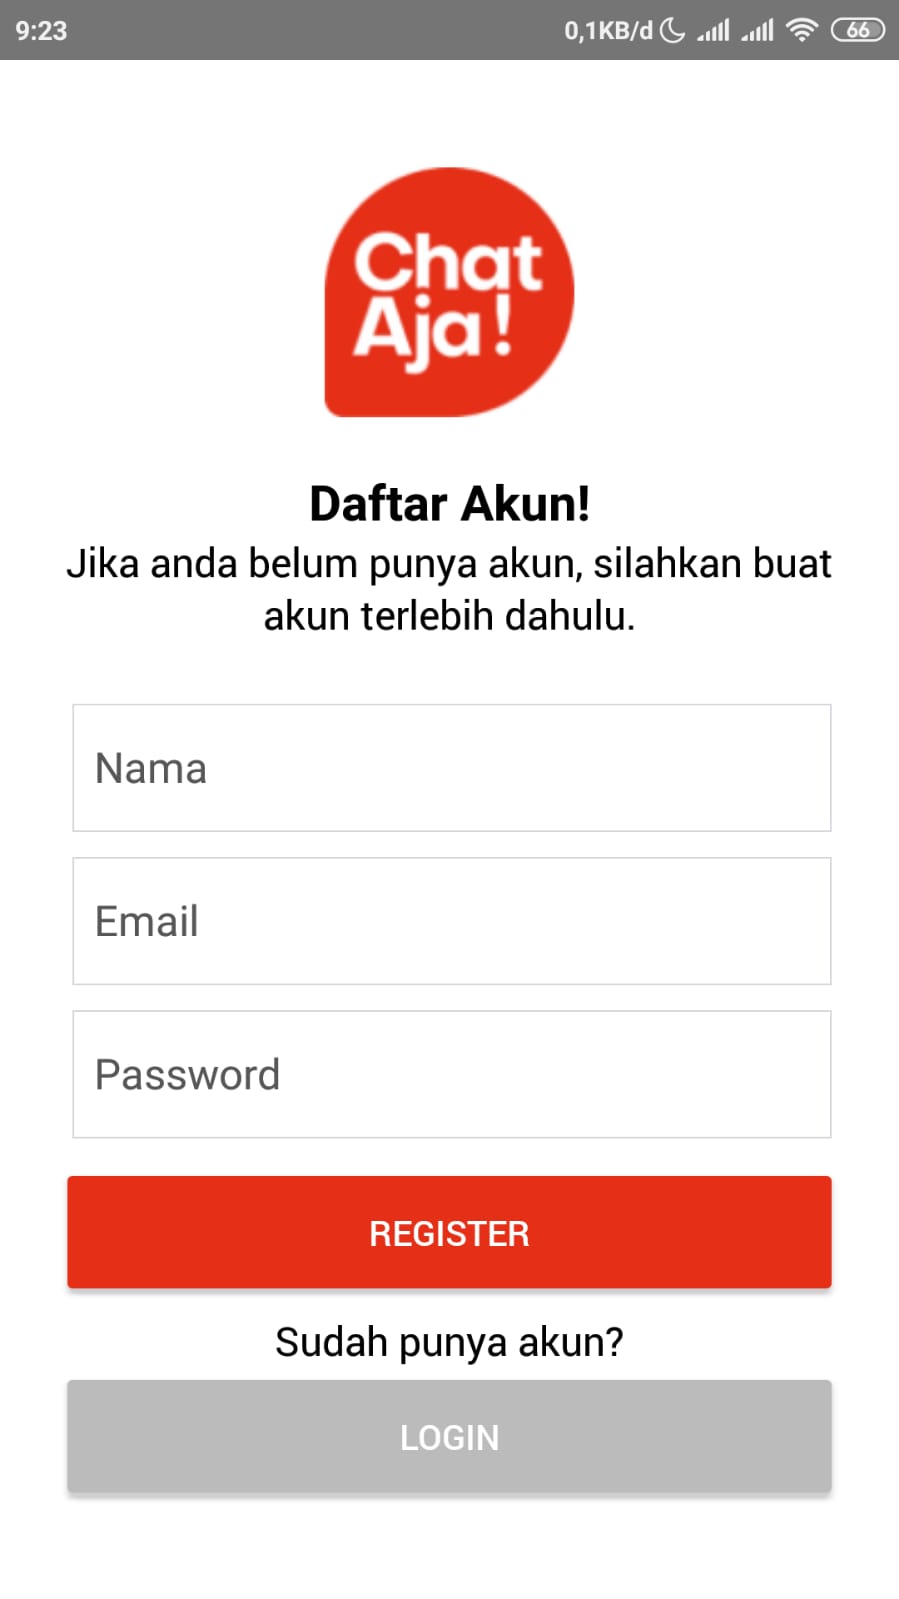 9:23 0,1KB/d 66
Chat
Aja!
Daftar Akun!
Jika anda belum punya akun, silahkan buat
akun terlebih dahulu.
Nama
Email
Password
REGISTER
Sudah punya akun?
LOGIN